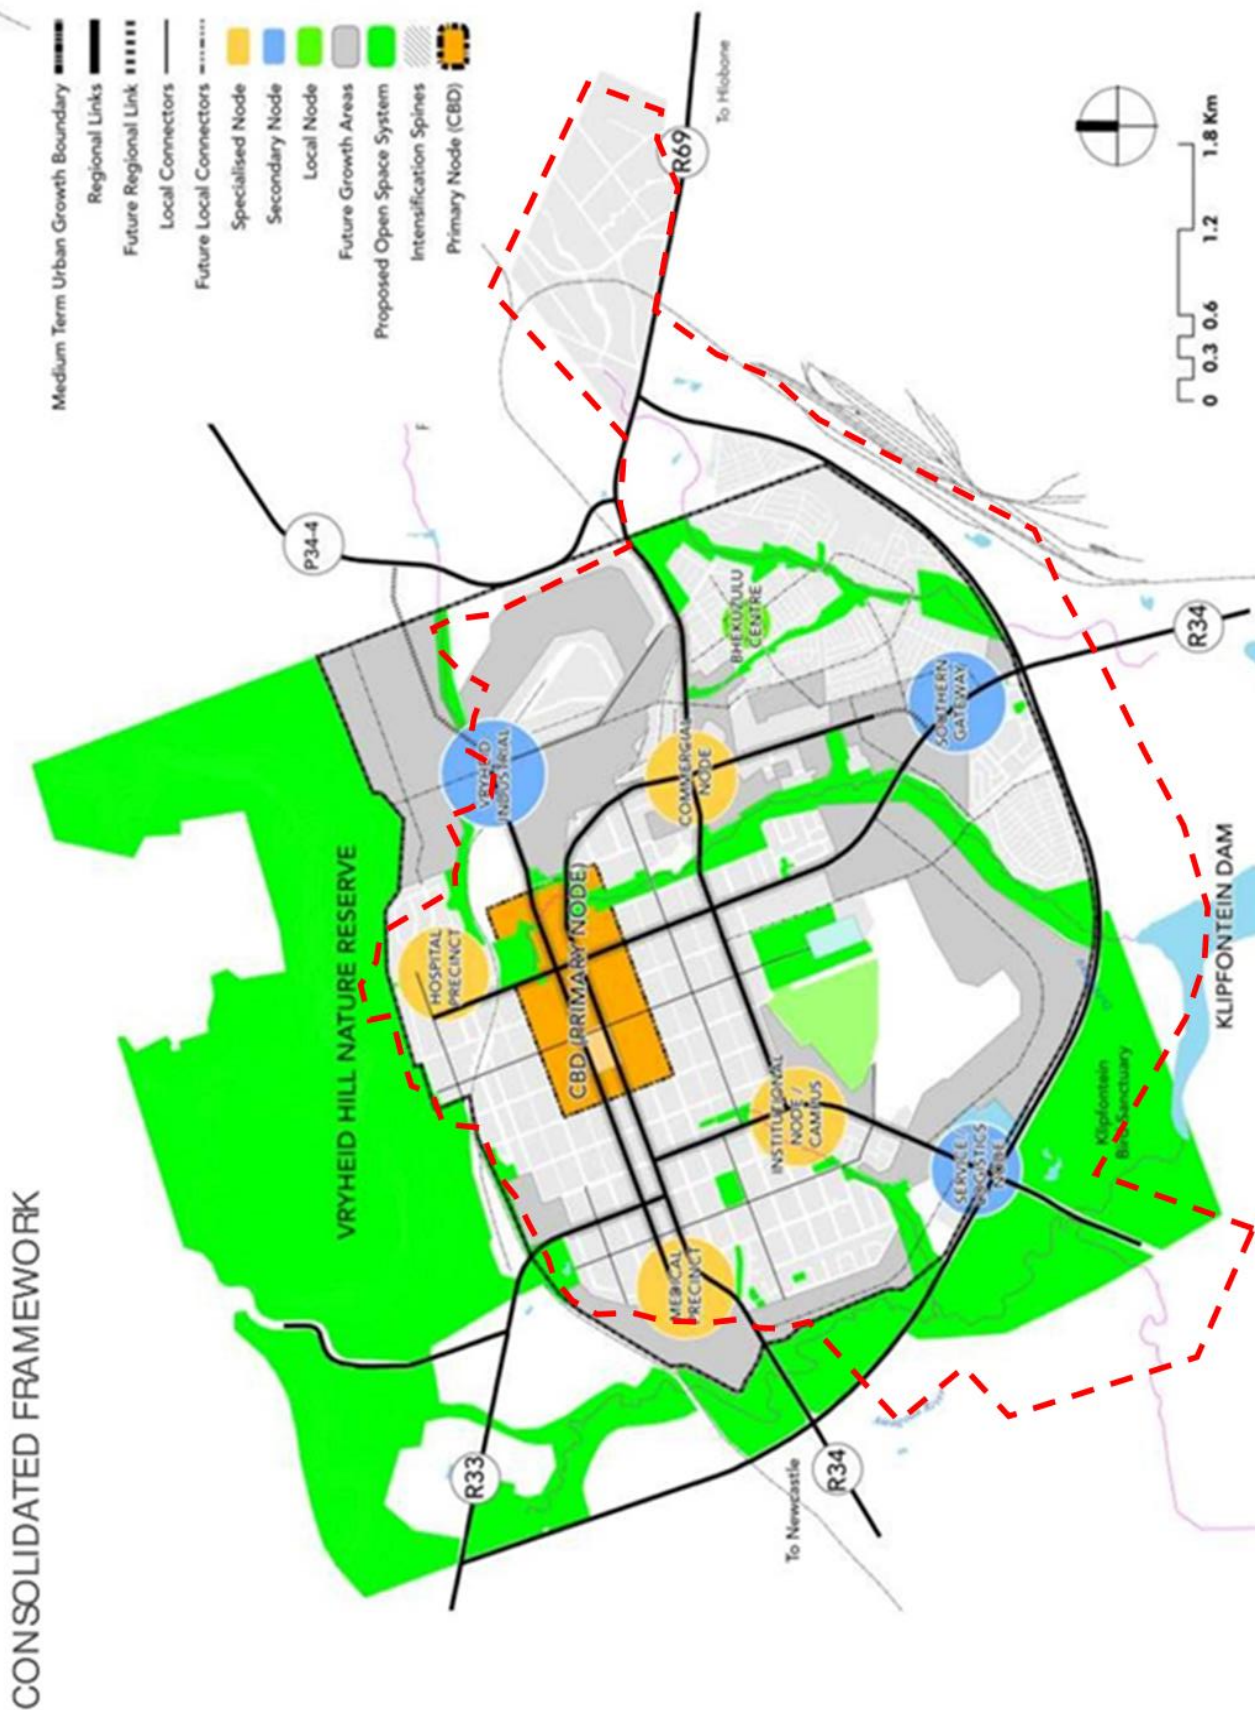 CONSOLIDATED FRAMEWORK
Medium Term Urban Growth Boundary
Regional Links
Future Regional Link
Local Connectors
Future Local Connectors
Specialised Node
Secondary Node
Local Node
Future Growth Areas
Proposed Open Space System
Intensification Spines
Primary Node (CBD)
VRYHEID HILL NATURE RESERVE
P34-4
F
R33
HOSPITAL
PRECINCT
VRYHEID
INDUSTRIAL
CBD (PRIMARY NODE)
To Hlobane
R69
MEDICAL
PRECINCT
COMMERCIAL
NODE
BHEKUZULU
CENTRE
INSTITUTIONAL
NODE /
CAMPUS
To Newcastle
R34
SERVICE/
LOGISTICS
NODE
SOUTHERN
GATEWAY
Klipfontein
Bird Sanctuary
R34
KLIPFONTEIN DAM
0 0.3 0.6 1.2 1.8 Km